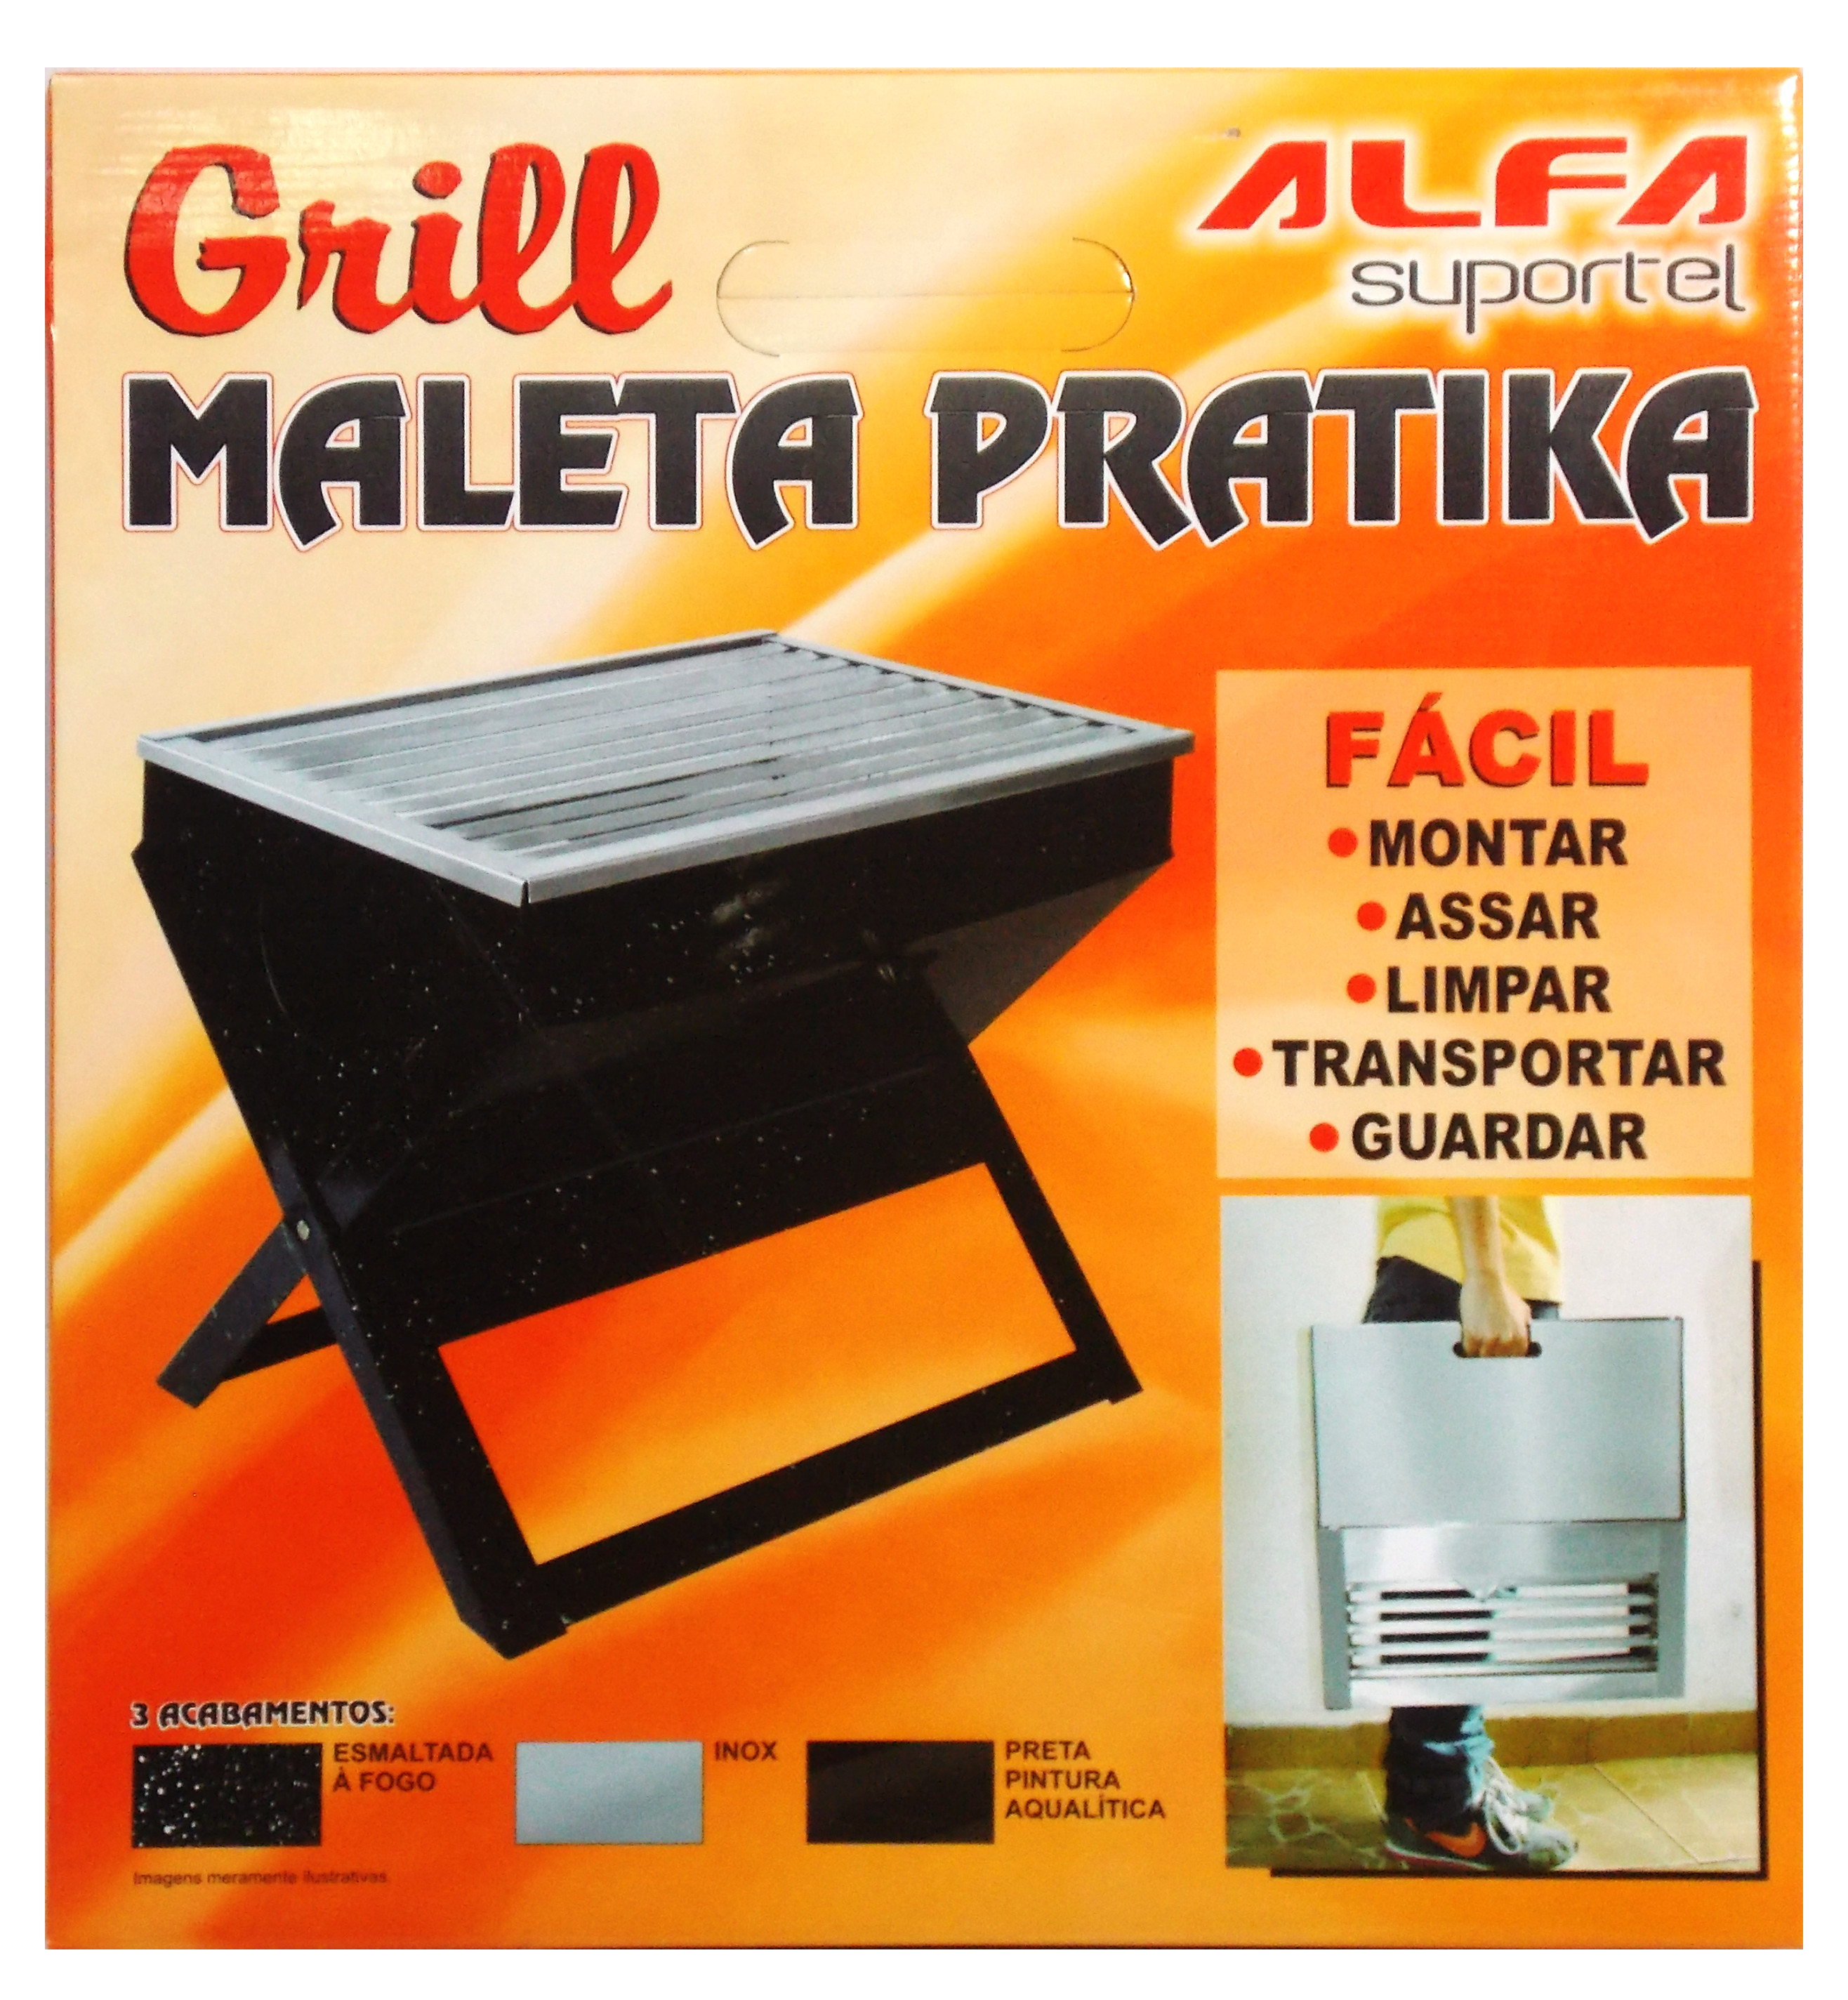 Grill
ALFA
suportel
MALETA PRATIKA
FÁCIL
•MONTAR
•ASSAR
•LIMPAR
•TRANSPORTAR
•GUARDAR
3 ACABAMENTOS:
ESMALTADA
À FOGO
INOX
PRETA
PINTURA
AQUALÍTICA
Imagens meramente ilustrativas.